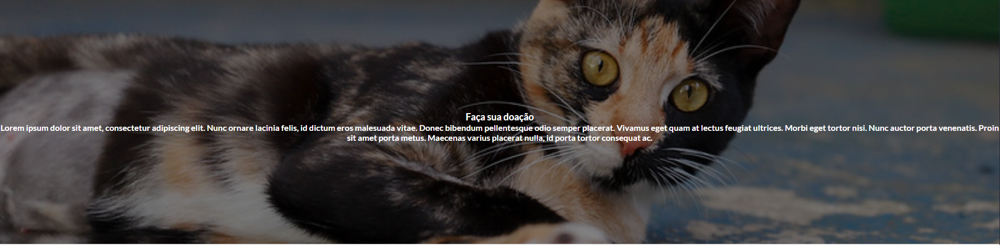 Faça sua doação
Lorem ipsum dolor sit amet, consectetur adipiscing elit. Nunc ornare lacinia felis, id dictum eros malesuada vitae. Donec bibendum pellentesque odio semper placerat. Vivamus eget quam at lectus feugiat ultrices. Morbi eget tortor nisi. Nunc auctor porta venenatis. Proin
sit amet porta metus. Maecenas varius placerat nulla, id porta tortor consequat ac.